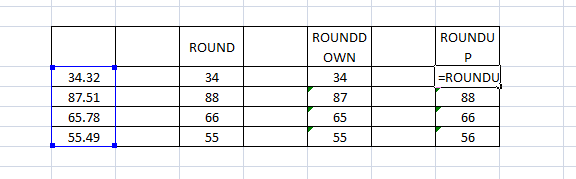 ROUND ROUNDD
OWN ROUNDU
P
34.32 34 34 =ROUNDU
87.51 88 87 88
65.78 66 65 66
55.49 55 55 56